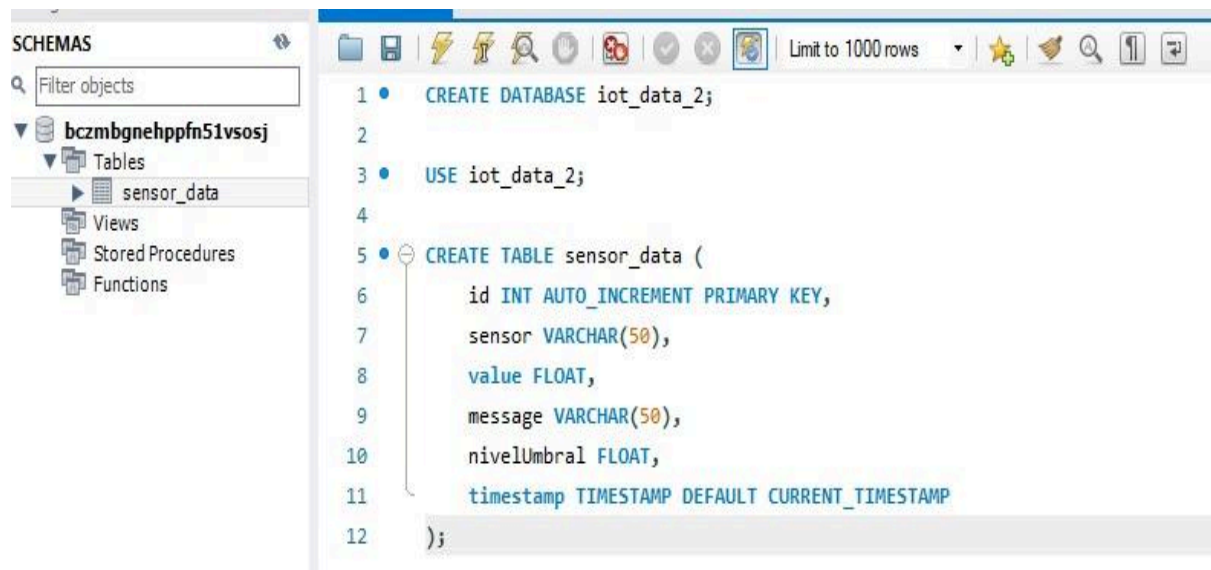 SCHEMAS
Filter objects
bczmbgnehppfn51vsosj
Tables
sensor_data
Views
Stored Procedures
Functions
Limit to 1000 rows
1 CREATE DATABASE iot_data_2;
2
3 USE iot_data_2;
4
5 CREATE TABLE sensor_data (
6 id INT AUTO_INCREMENT PRIMARY KEY,
7 sensor VARCHAR(50),
8 value FLOAT,
9 message VARCHAR(50),
10 nivelUmbral FLOAT,
11 timestamp TIMESTAMP DEFAULT CURRENT_TIMESTAMP
12 );